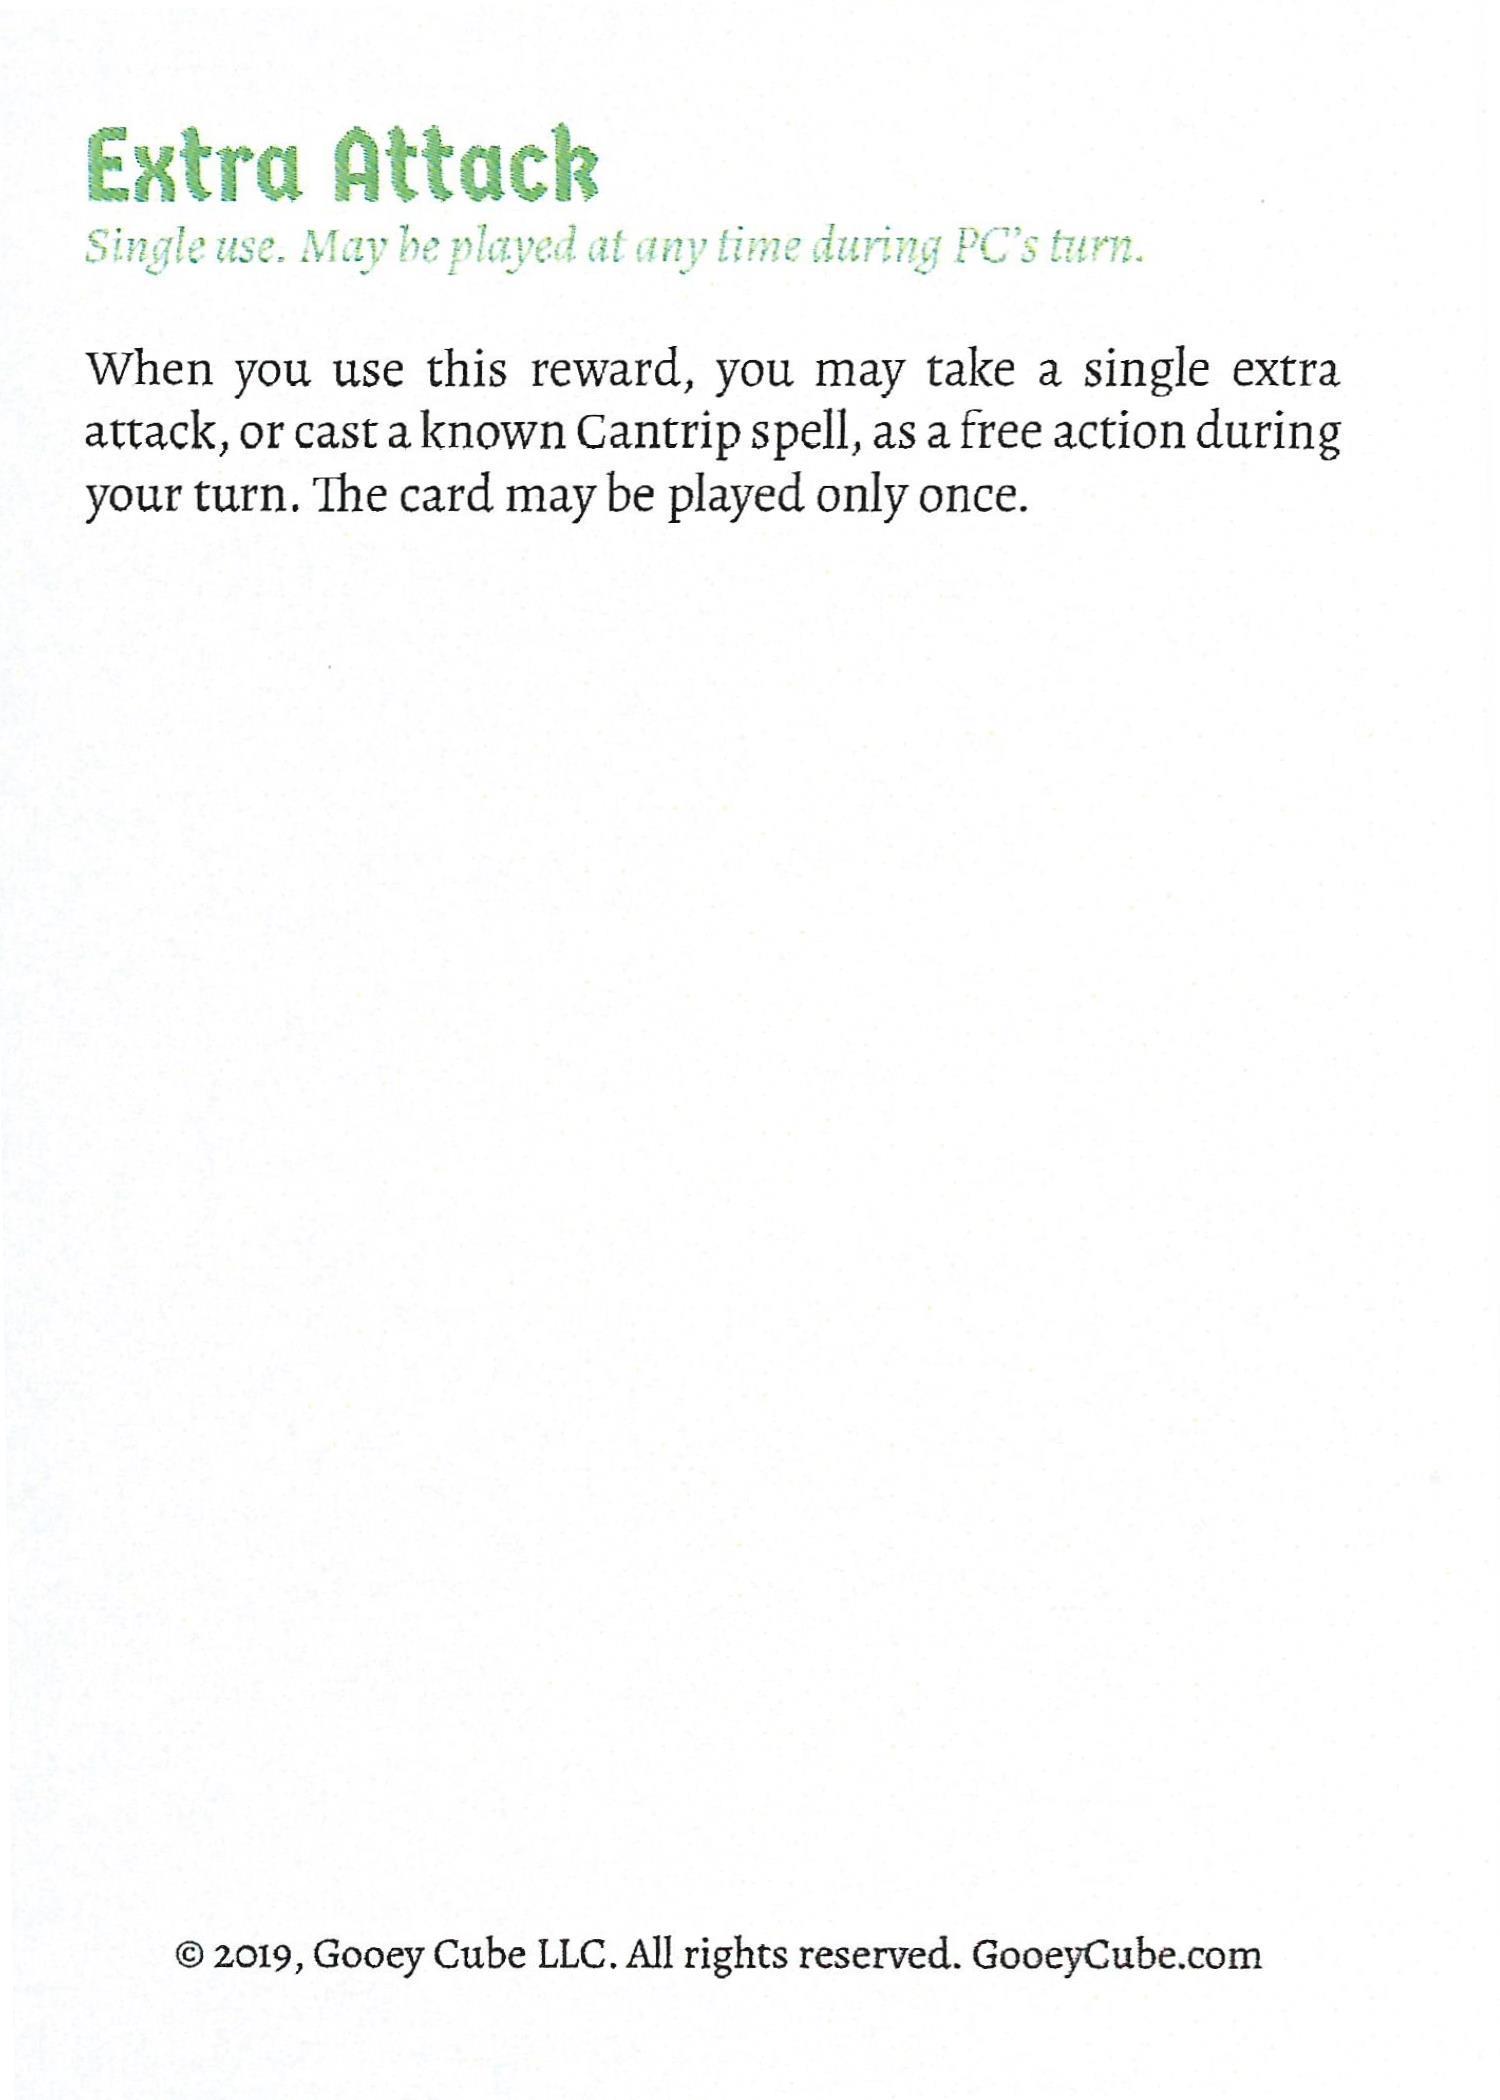 Extra Attack
Single use. May be played at any time during PC's turn.
When you use this reward, you may take a single extra
attack, or cast a known Cantrip spell, as a free action during
your turn. The card may be played only once.
© 2019, Gooey Cube LLC. All rights reserved. GooeyCube.com